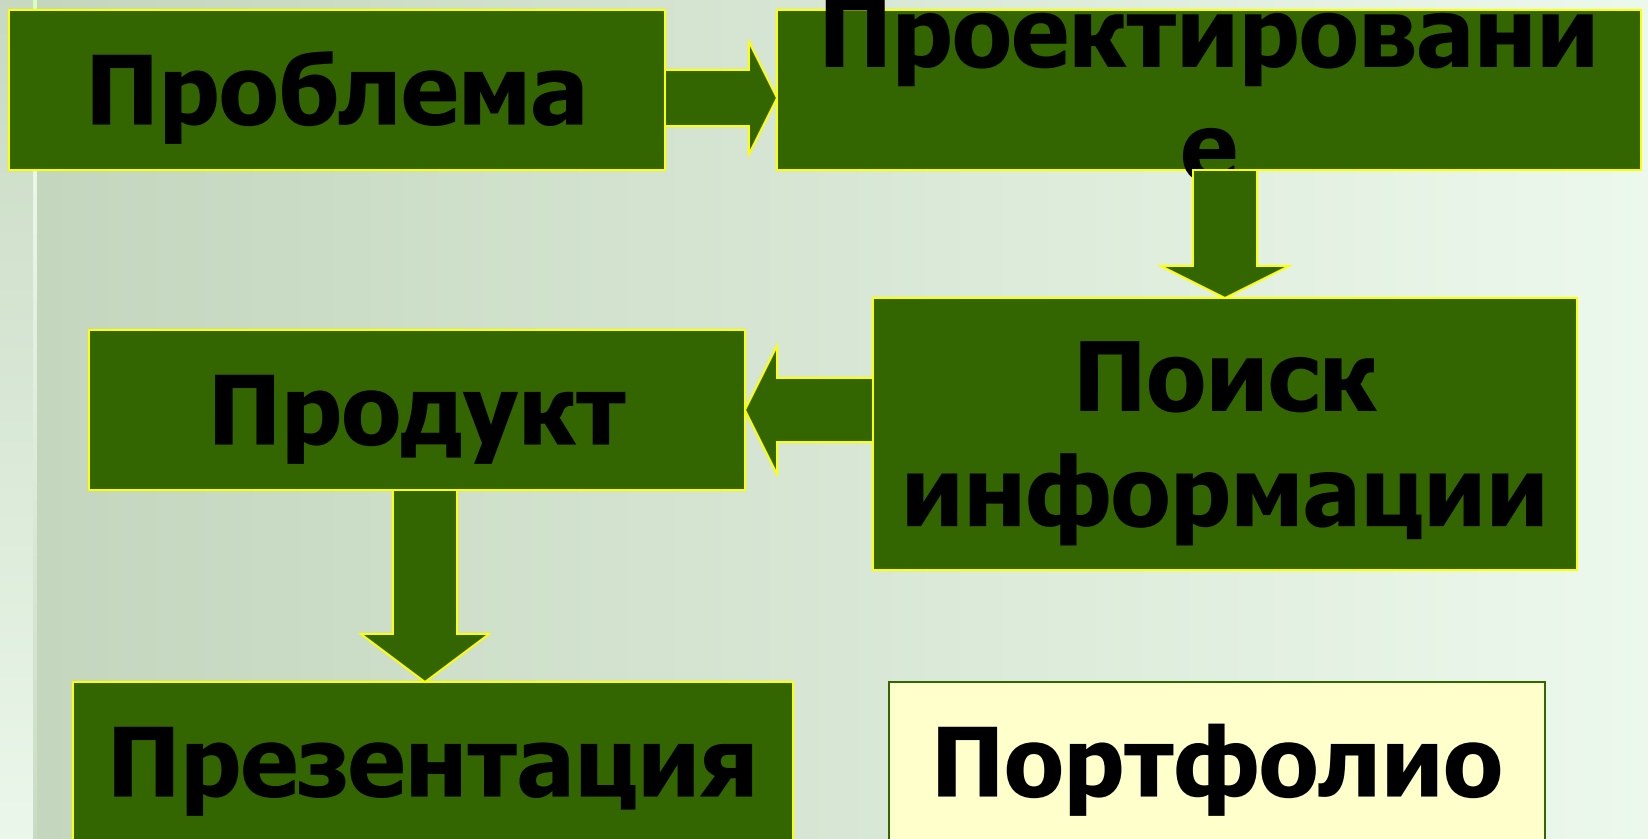 Проблема
Проектировани
е
Поиск
информации
Продукт
Презентация
Портфолио